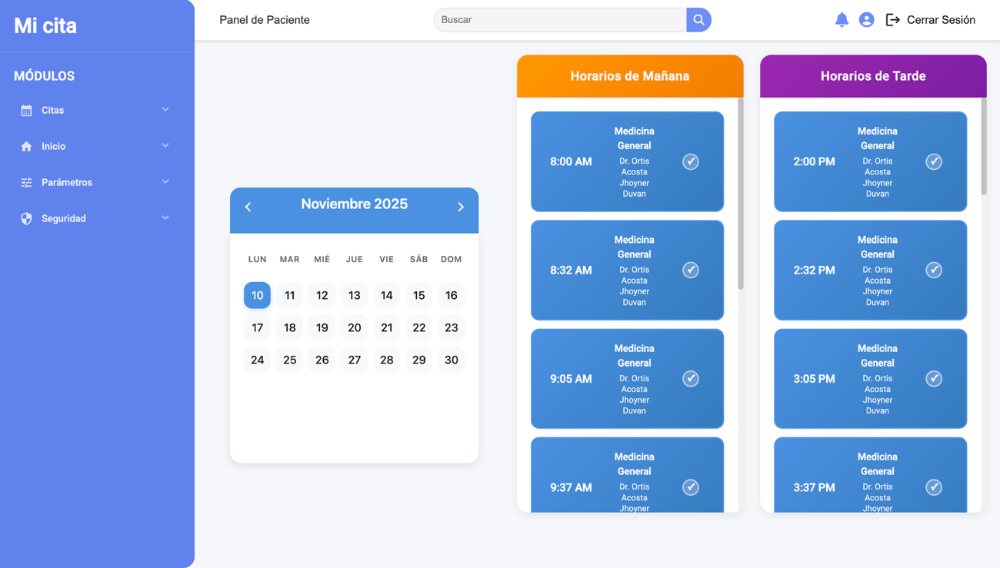 Mi cita
MÓDULOS
Citas
Inicio
Parámetros
Seguridad
Panel de Paciente
Buscar
Cerrar Sesión
Noviembre 2025
LUN MAR MIÉ JUE VIE SÁB DOM
10 11 12 13 14 15 16
17 18 19 20 21 22 23
24 25 26 27 28 29 30
Horarios de Mañana
8:00 AM
Medicina
General
Dr. Ortis
Acosta
Jhoyner
Duvan
8:32 AM
Medicina
General
Dr. Ortis
Acosta
Jhoyner
Duvan
9:05 AM
Medicina
General
Dr. Ortis
Acosta
Jhoyner
Duvan
9:37 AM
Medicina
General
Dr. Ortis
Acosta
Jhoyner
Horarios de Tarde
2:00 PM
Medicina
General
Dr. Ortis
Acosta
Jhoyner
Duvan
2:32 PM
Medicina
General
Dr. Ortis
Acosta
Jhoyner
Duvan
3:05 PM
Medicina
General
Dr. Ortis
Acosta
Jhoyner
Duvan
3:37 PM
Medicina
General
Dr. Ortis
Acosta
Jhoyner